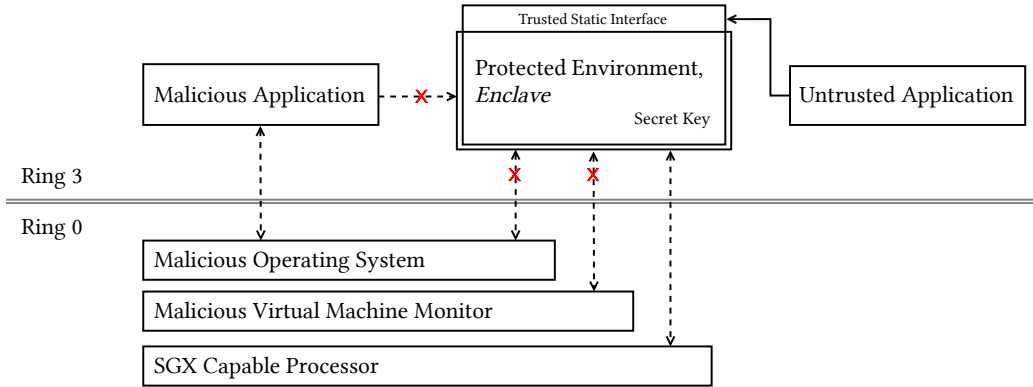 Trusted Static Interface
Malicious Application
Protected Environment,
Enclave
Secret Key
Untrusted Application
Ring 3
Ring 0
Malicious Operating System
Malicious Virtual Machine Monitor
SGX Capable Processor